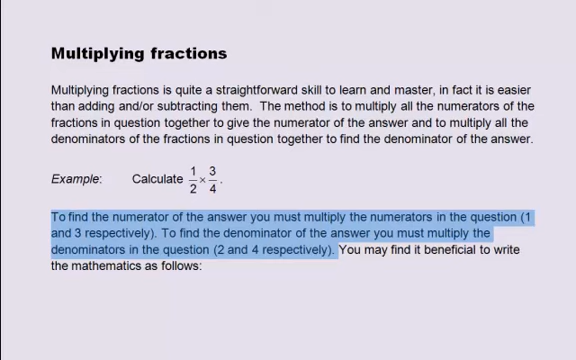 Multiplying fractions
Multiplying fractions is quite a straightforward skill to learn and master, in fact it is easier
than adding and/or subtracting them. The method is to multiply all the numerators of the
fractions in question together to give the numerator of the answer and to multiply all the
denominators of the fractions in question together to find the denominator of the answer.
Example: Calculate 1/2 × 3/4.
To find the numerator of the answer you must multiply the numerators in the question (1
and 3 respectively). To find the denominator of the answer you must multiply the
denominators in the question (2 and 4 respectively). You may find it beneficial to write
the mathematics as follows: